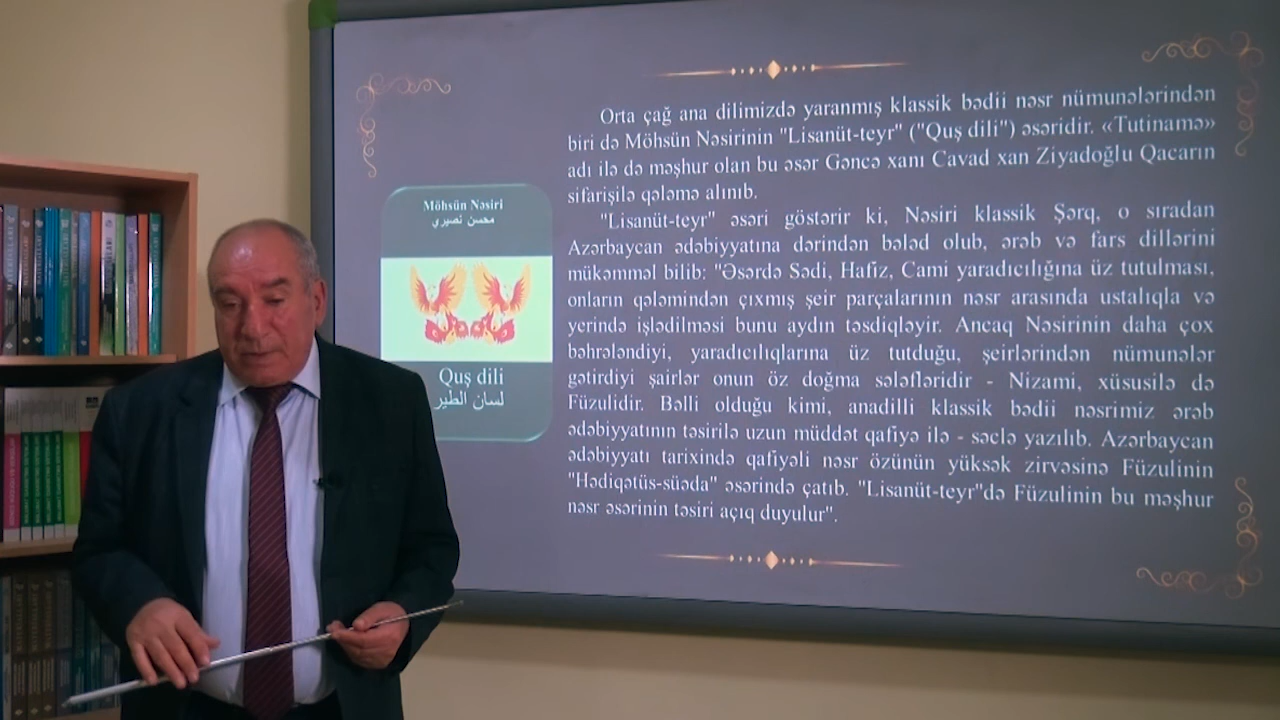 Orta çağ ana dilimizdə yaranmış klassik bədii nəsr nümunələrindən
biri də Möhsün Nəsirinin "Lisanüt-teyr" ("Quş dili") əsəridir. «Tutinamə»
adı ilə də məşhur olan bu əsər Gəncə xanı Cavad xan Ziyadoğlu Qacarın
sifarişilə qələmə alınıb.
"Lisanüt-teyr" əsəri göstərir ki, Nəsiri klassik Şərq, o sıradan
Azərbaycan ədəbiyyatına dərindən bələd olub, ərəb və fars dillərini
mükəmməl bilib: "Əsərdə Sədi, Hafiz, Cami yaradıcılığına üz tutulması,
onların qələmindən çıxmış şeir parçalarının nəsr arasında ustalıqla və
yerində işlədilməsi bunu aydın təsdiqləyir. Ancaq Nəsirinin daha çox
bəhrələndiyi, yaradıcılıqlarına üz tutduğu, şeirlərindən nümunələr
gətirdiyi şairlər onun öz doğma sələfləridir - Nizami, xüsusilə də
Füzulidir. Bəlli olduğu kimi, anadilli klassik bədii nəsrimiz ərəb
ədəbiyyatının təsirilə uzun müddət qafiyə ilə - səclə yazılıb. Azərbaycan
ədəbiyyatı tarixində qafiyəli nəsr özünün yüksək zirvəsinə Füzulinin
"Hədiqətüs-süəda" əsərində çatıb. "Lisanüt-teyr"də Füzulinin bu məşhur
nəsr əsərinin təsiri açıq duyulur".
Möhsün Nəsiri
محسن نصيري
Quş dili
لسان الطير